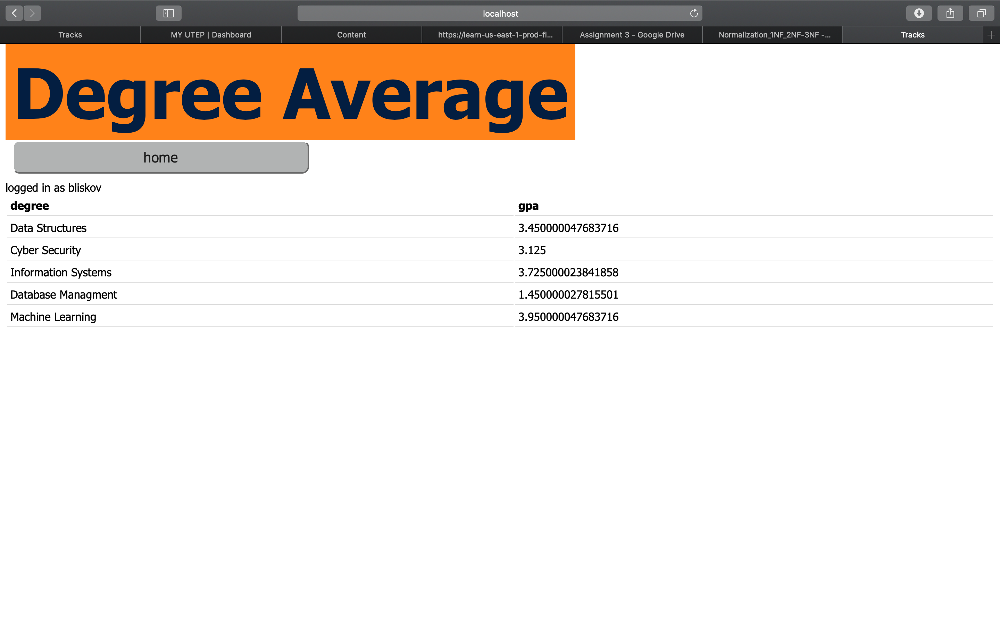 localhost
Tracks
MY UTEP | Dashboard
Content
https://learn-us-east-1-prod-fl...
Assignment 3 - Google Drive
Normalization_1NF_2NF-3NF -...
Tracks
Degree Average
home
logged in as bliskov
degree gpa
Data Structures 3.450000047683716
Cyber Security 3.125
Information Systems 3.725000023841858
Database Managment 1.450000027815501
Machine Learning 3.950000047683716